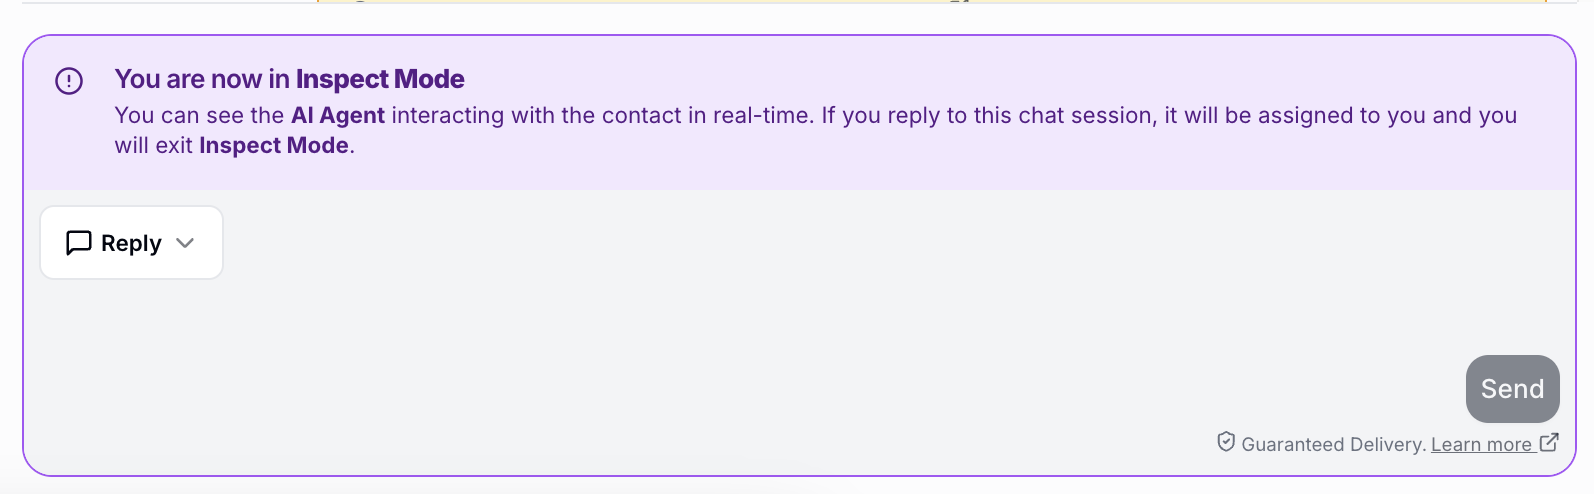 You are now in Inspect Mode
You can see the AI Agent interacting with the contact in real-time. If you reply to this chat session, it will be assigned to you and you
will exit Inspect Mode.
Reply
Send
Guaranteed Delivery. Learn more